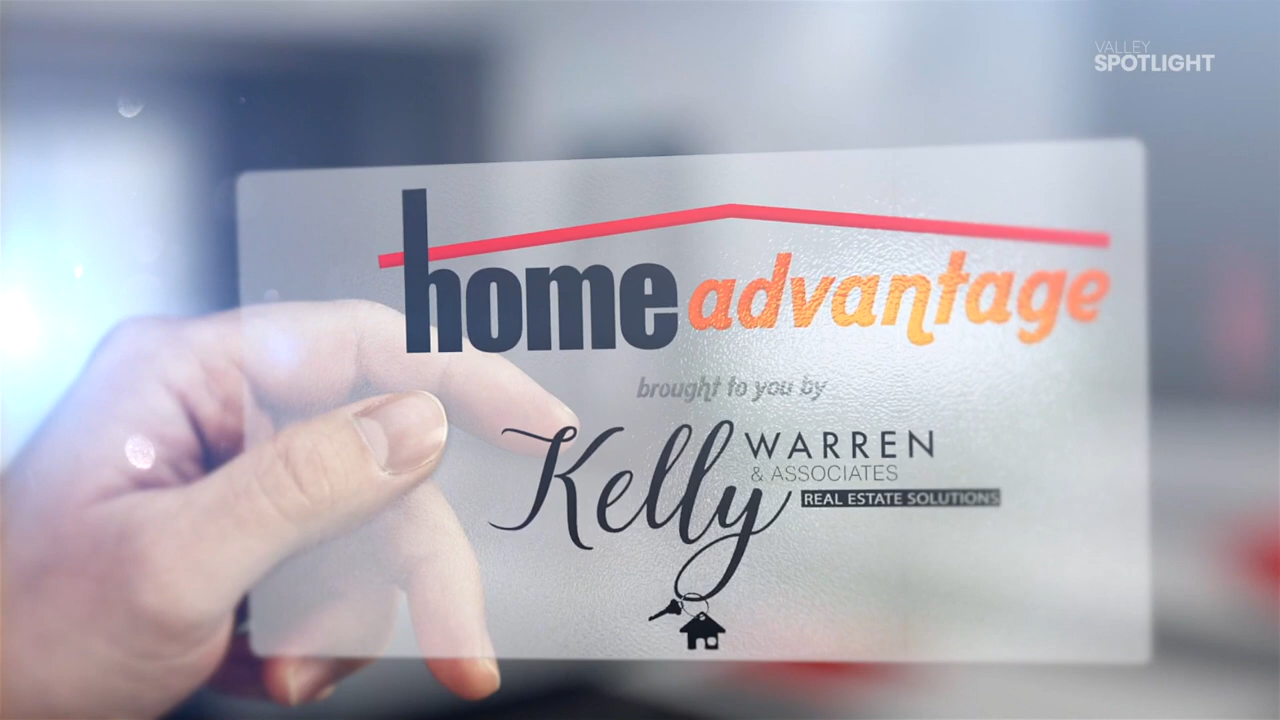 VALLEY
SPOTLIGHT
home advantage
brought to you by
Kelly WARREN
& ASSOCIATES
REAL ESTATE SOLUTIONS